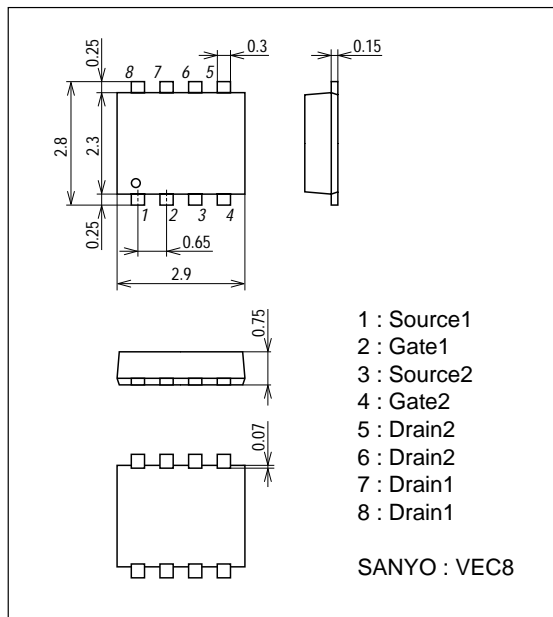 0.25
0.3
0.15
8 7 6 5
2.8
2.3
0.25
1 2 3 4
0.65
2.9
0.75
0.07
1 : Source1
2 : Gate1
3 : Source2
4 : Gate2
5 : Drain2
6 : Drain2
7 : Drain1
8 : Drain1
SANYO : VEC8